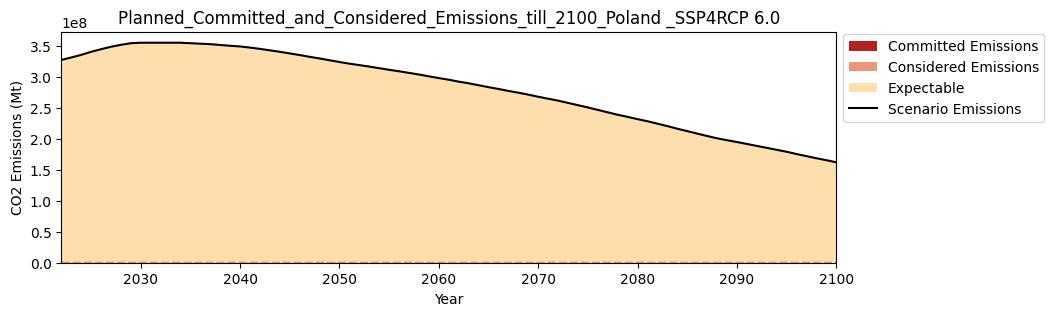 Planned_Committed_and_Considered_Emissions_till_2100_Poland _SSP4RCP 6.0
1e8
3.5
3.0
2.5
2.0
1.5
1.0
0.5
0.0
CO2 Emissions (Mt)
2030 2040 2050 2060 2070 2080 2090 2100
Year
Committed Emissions
Considered Emissions
Expectable
Scenario Emissions